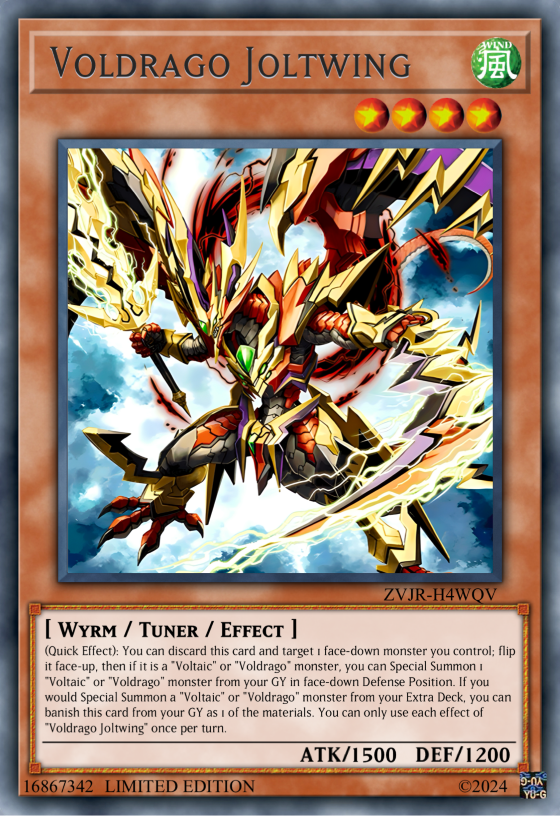 Voldrago Joltwing
WIND
風
ZVJR-H4WQV
[ Wyrm / Tuner / Effect ]
(Quick Effect): You can discard this card and target 1 face-down monster you control; flip
it face-up, then if it is a "Voltaic" or "Voldrago" monster, you can Special Summon 1
"Voltaic" or "Voldrago" monster from your GY in face-down Defense Position. If you
would Special Summon a "Voltaic" or "Voldrago" monster from your Extra Deck, you can
banish this card from your GY as 1 of the materials. You can only use each effect of
"Voldrago Joltwing" once per turn.
ATK/1500 DEF/1200
16867342 LIMITED EDITION ©2024
YU-G
YU-G